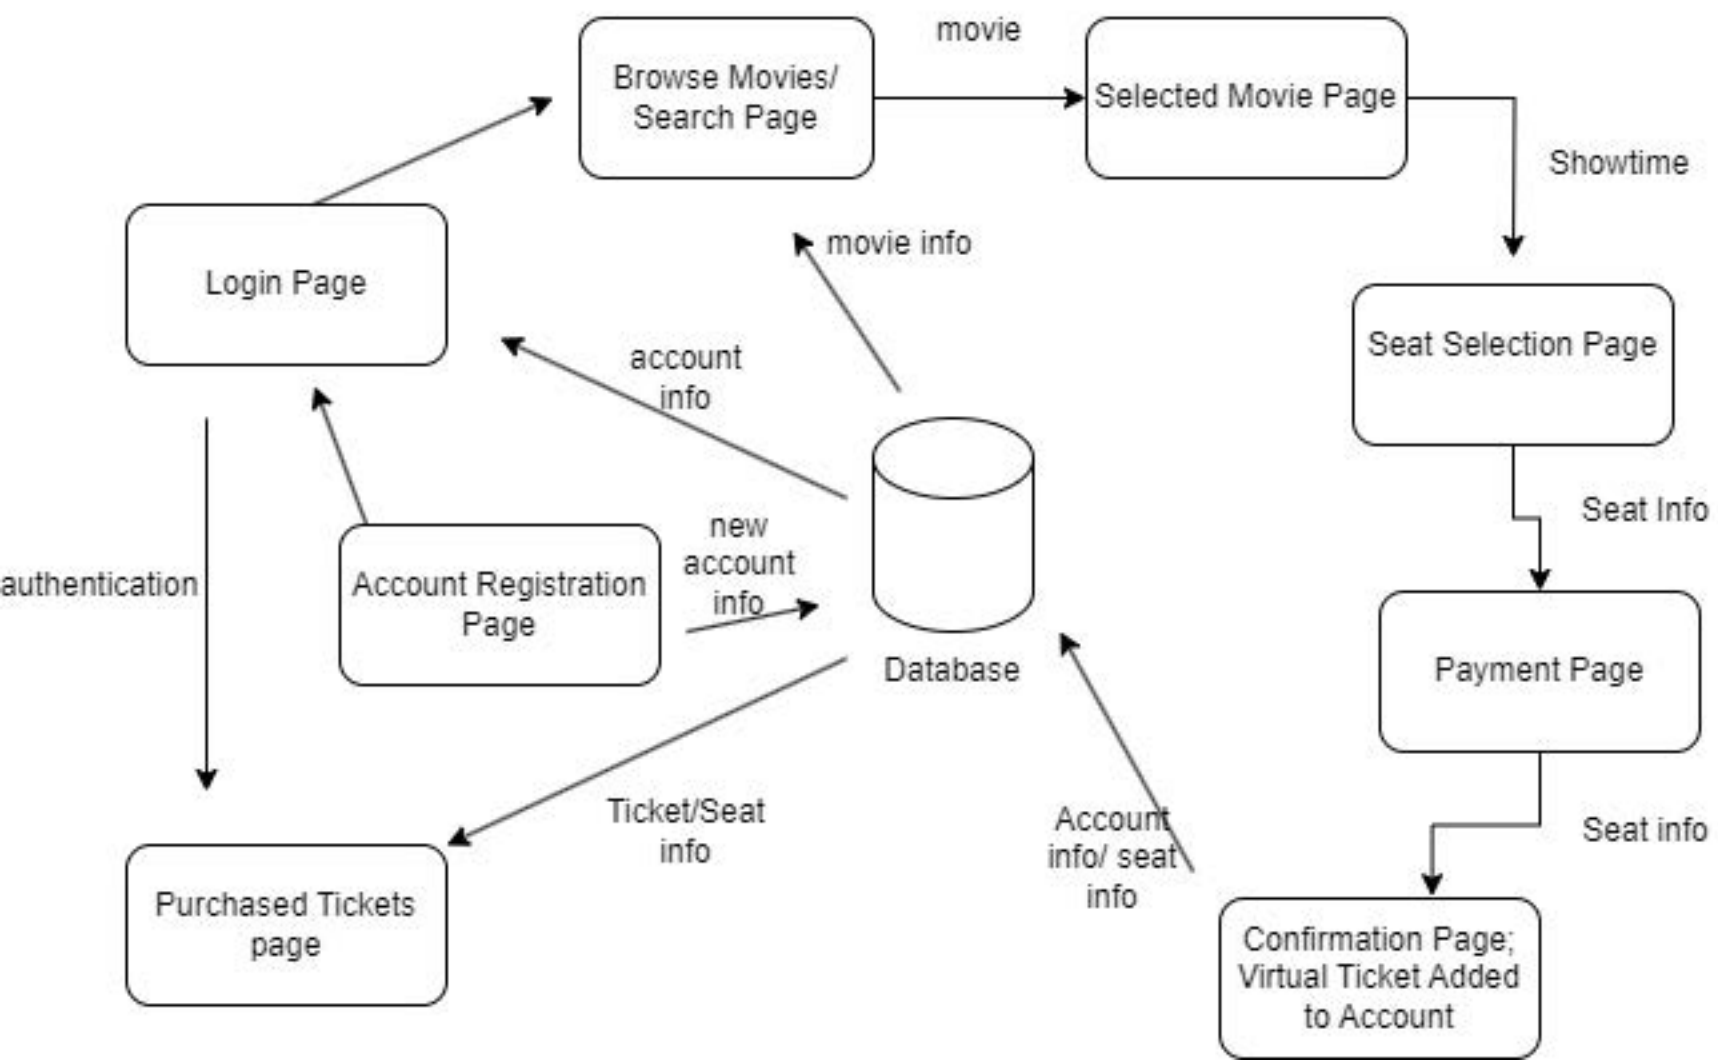 movie
Browse Movies/
Search Page
Selected Movie Page
Showtime
movie info
Login Page
account
info
Seat Selection Page
Seat Info
new
account
info
authentication
Account Registration
Page
Database
Payment Page
Ticket/Seat
info
Account
info/ seat
info
Seat info
Purchased Tickets
page
Confirmation Page;
Virtual Ticket Added
to Account